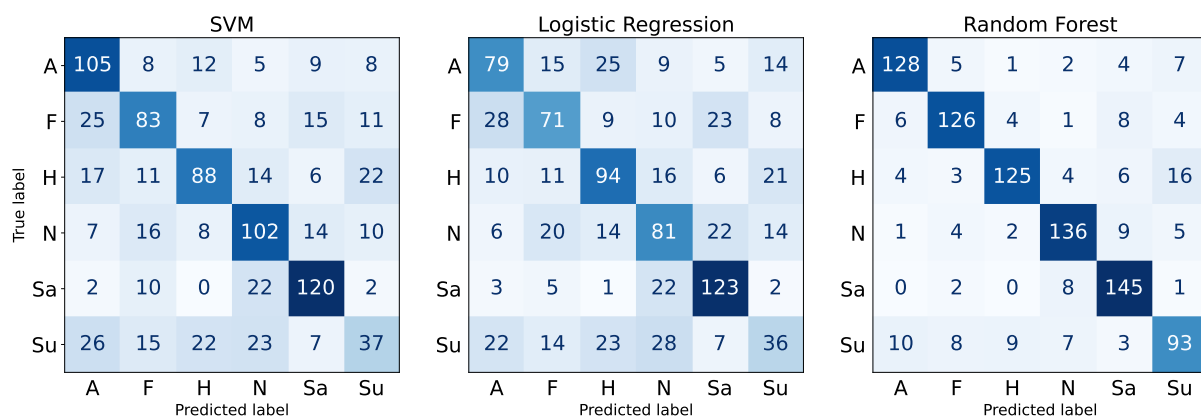 SVM
A 105 8 12 5 9 8
F 25 83 7 8 15 11
H 17 11 88 14 6 22
N 7 16 8 102 14 10
Sa 2 10 0 22 120 2
Su 26 15 22 23 7 37
A F H N Sa Su
True label
Predicted label
Logistic Regression
A 79 15 25 9 5 14
F 28 71 9 10 23 8
H 10 11 94 16 6 21
N 6 20 14 81 22 14
Sa 3 5 1 22 123 2
Su 22 14 23 28 7 36
A F H N Sa Su
Predicted label
Random Forest
A 128 5 1 2 4 7
F 6 126 4 1 8 4
H 4 3 125 4 6 16
N 1 4 2 136 9 5
Sa 0 2 0 8 145 1
Su 10 8 9 7 3 93
A F H N Sa Su
Predicted label